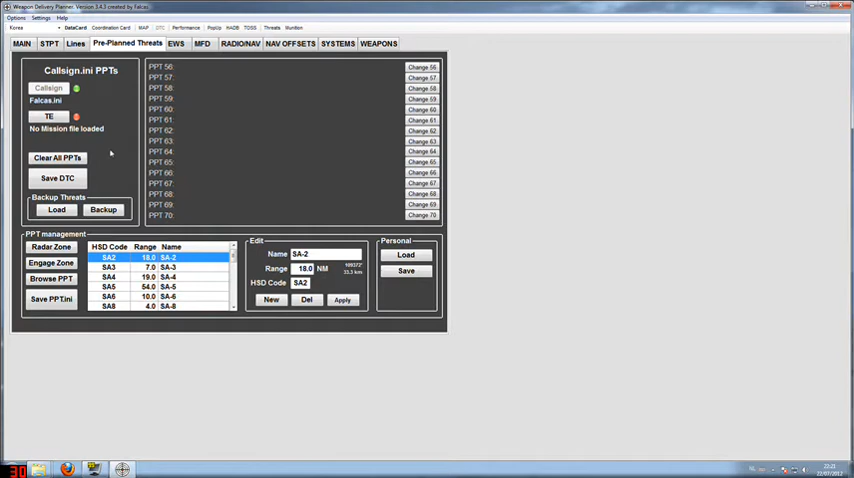 Weapon Delivery Planner. Version 3.4.3 created by Falcas.
Options Settings Help
Korea DataCard Coordination Card MAP DTC Performance PopUp HADB TOSS Threats Munition
MAIN STPT Lines Pre-Planned Threats EWS MFD RADIO/NAV NAV OFFSETS SYSTEMS WEAPONS
Callsign.ini PPTs
Callsign
Falcas.ini
TE
No Mission file loaded
Clear All PPTs
Save DTC
Backup Threats
Load Backup
PPT 56: Change 56
PPT 57: Change 57
PPT 58: Change 58
PPT 59: Change 59
PPT 60: Change 60
PPT 61: Change 61
PPT 62: Change 62
PPT 63: Change 63
PPT 64: Change 64
PPT 65: Change 65
PPT 66: Change 66
PPT 67: Change 67
PPT 68: Change 68
PPT 69: Change 69
PPT 70: Change 70
PPT management
Radar Zone
Engage Zone
Browse PPT
Save PPT.ini
HSD Code Range Name
SA2 18.0 SA-2
SA3 7.0 SA-3
SA4 19.0 SA-4
SA5 54.0 SA-5
SA6 10.0 SA-6
SA8 4.0 SA-8
Edit
Name SA-2
Range 18.0 NM 109372' 33.3 km
HSD Code SA2
New Del Apply
Personal
Load
Save
30
22:21
22/07/2012